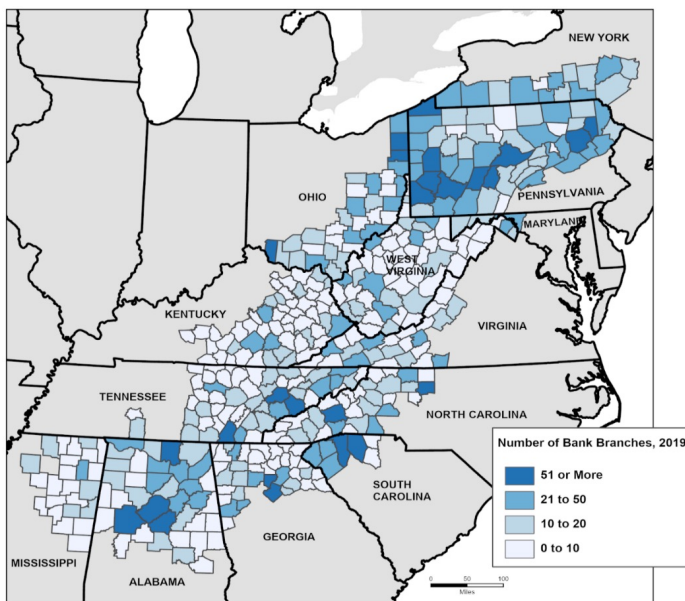 NEW YORK
PENNSYLVANIA
OHIO
MARYLAND
WEST
VIRGINIA
KENTUCKY
VIRGINIA
TENNESSEE
NORTH CAROLINA
Number of Bank Branches, 2019
51 or More
21 to 50
10 to 20
0 to 10
SOUTH
CAROLINA
GEORGIA
MISSISSIPPI
ALABAMA
0 50 100
Miles